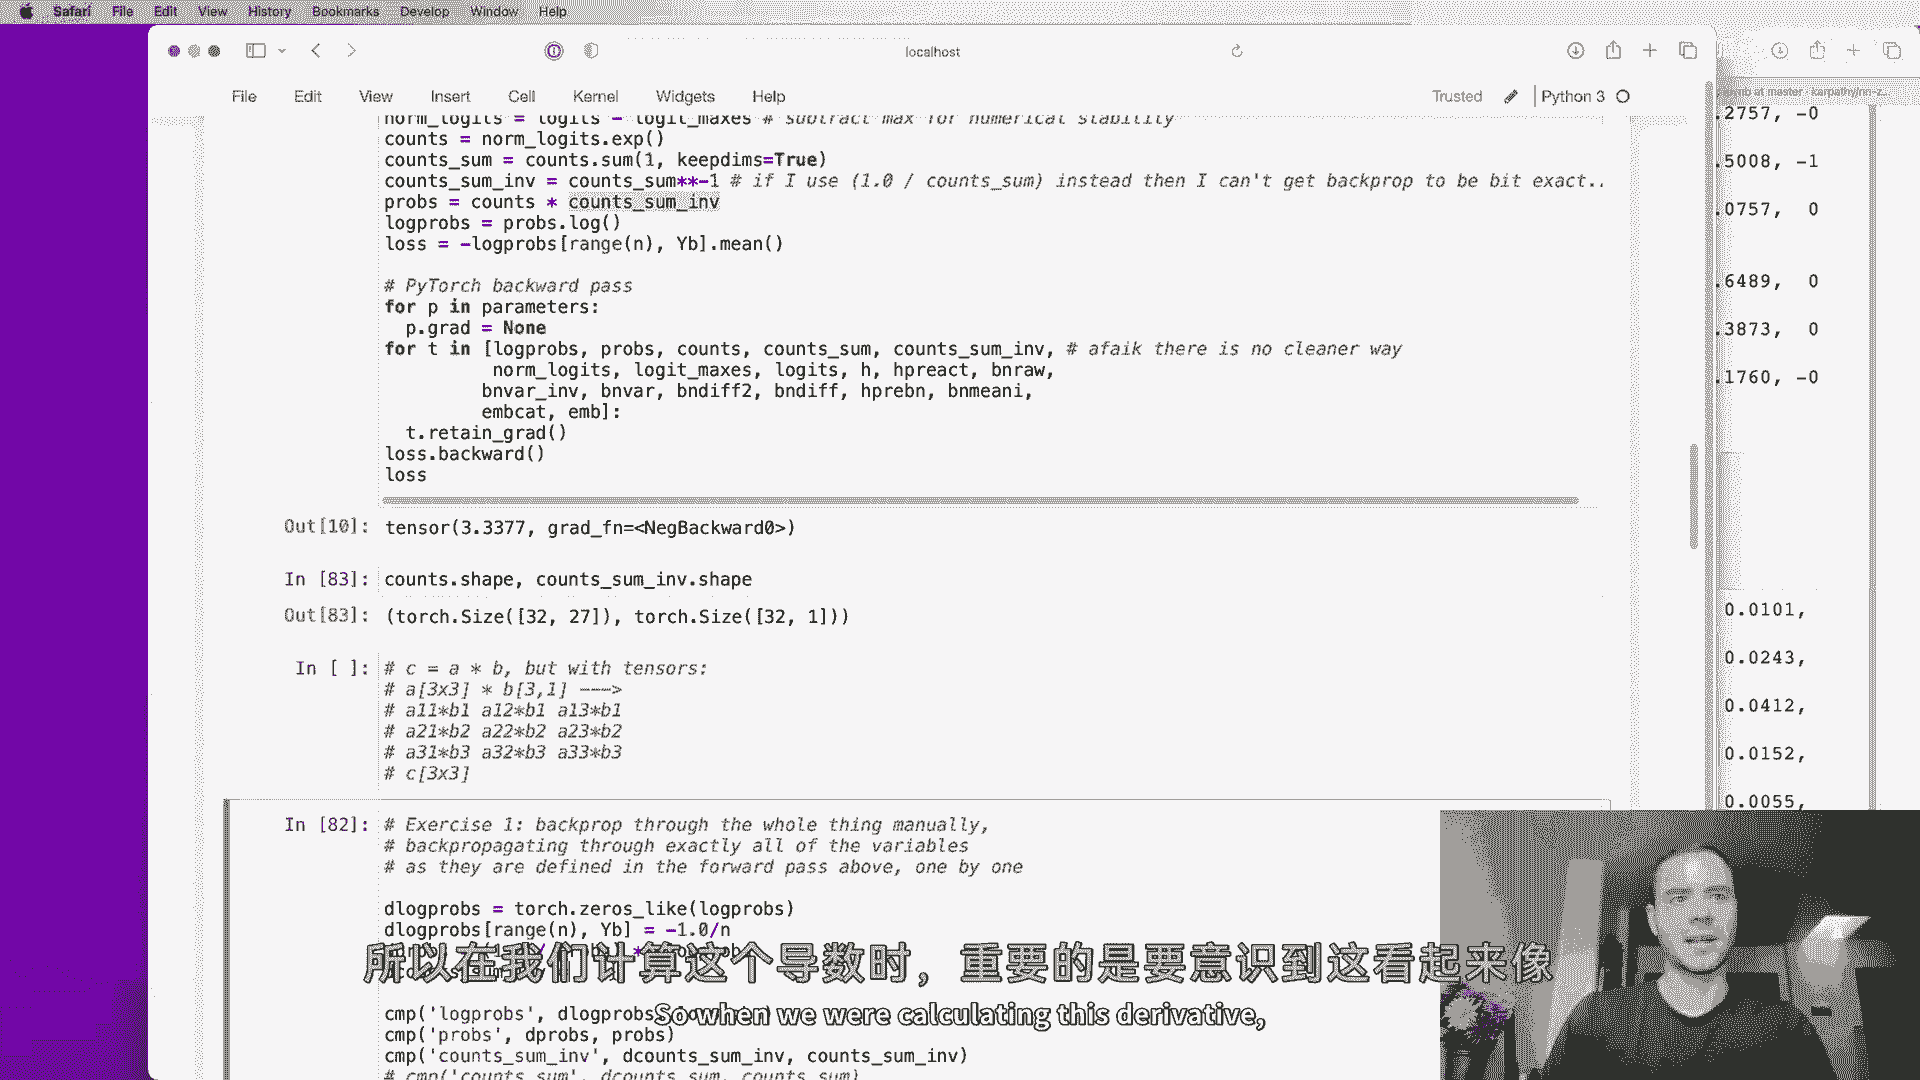 Safari File Edit View History Bookmarks Develop Window Help
localhost
File Edit View Insert Cell Kernel Widgets Help
Trusted Python 3
norm_logits = logits - logit_maxes # subtract max for numerical stability
counts = norm_logits.exp()
counts_sum = counts.sum(1, keepdims=True)
counts_sum_inv = counts_sum**-1 # if I use (1.0 / counts_sum) instead then I can't get backprop to be bit exact..
probs = counts * counts_sum_inv
logprobs = probs.log()
loss = -logprobs[range(n), Yb].mean()
# PyTorch backward pass
for p in parameters:
p.grad = None
for t in [logprobs, probs, counts, counts_sum, counts_sum_inv, # afaik there is no cleaner way
norm_logits, logit_maxes, logits, h, hpreact, bnraw,
bnvar_inv, bnvar, bndiff2, bndiff, hprebn, bnmeani,
embcat, emb]:
t.retain_grad()
loss.backward()
loss
Out[10]: tensor(3.3377, grad_fn=<NegBackward0>)
In [83]: counts.shape, counts_sum_inv.shape
Out[83]: (torch.Size([32, 27]), torch.Size([32, 1]))
In [ ]: # c = a * b, but with tensors:
# a[3x3] * b[3,1] --->
# a11*b1 a12*b1 a13*b1
# a21*b2 a22*b2 a23*b2
# a31*b3 a32*b3 a33*b3
# c[3x3]
In [82]: # Exercise 1: backprop through the whole thing manually,
# backpropagating through exactly all of the variables
# as they are defined in the forward pass above, one by one
dlogprobs = torch.zeros_like(logprobs)
dlogprobs[range(n), Yb] = -1.0/n
所以在我们计算这个导数时，重要的是要意识到这看起来像
cmp('logprobs', dlogprobs
So when we were calculating this derivative,
cmp('probs', dprobs, probs)
cmp('counts_sum_inv', dcounts_sum_inv, counts_sum_inv)
# cmp('counts_sum', dcounts_sum, counts_sum)
.2757, -0
.5008, -1
.0757, 0
.6489, 0
.3873, 0
.1760, -0
0.0101,
0.0243,
0.0412,
0.0152,
0.0055,